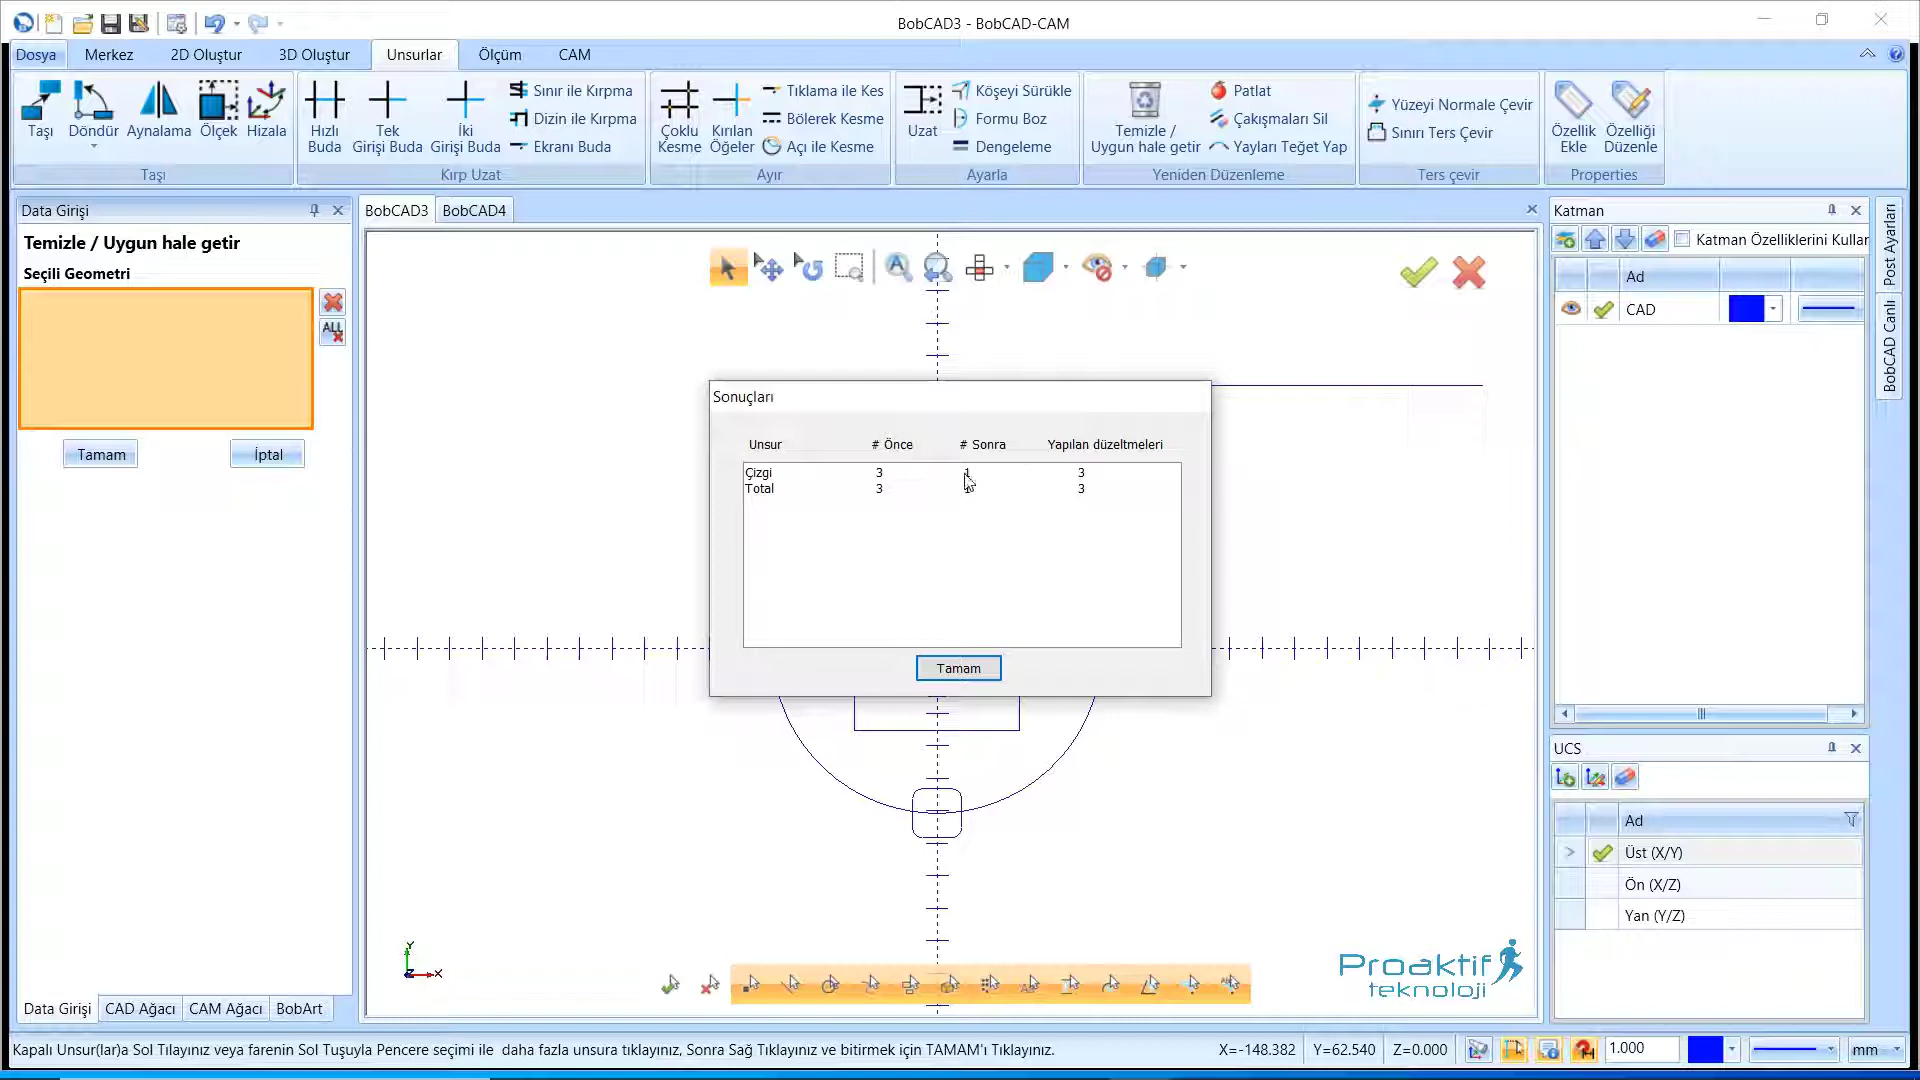 BobCAD3 - BobCAD-CAM
Dosya Merkez 2D Oluştur 3D Oluştur Unsurlar Ölçüm CAM
Taşı Döndür Aynalama Ölçek Hizala
Taşı
Hızlı Buda
Tek Girişi Buda
İki Girişi Buda
Sınır ile Kırpma
Dizin ile Kırpma
Ekranı Buda
Kırp Uzat
Çoklu Kesme
Kırılan Öğeler
Tıklama ile Kes
Bölerek Kesme
Açı ile Kesme
Ayır
Uzat
Köşeyi Sürükle
Formu Boz
Dengeleme
Ayarla
Temizle / Uygun hale getir
Patlat
Çakışmaları Sil
Yayları Teğet Yap
Yeniden Düzenleme
Yüzeyi Normale Çevir
Sınırı Ters Çevir
Ters çevir
Özellik Ekle
Özelliği Düzenle
Properties
Data Girişi
Temizle / Uygun hale getir
Seçili Geometri
ALL
Tamam İptal
BobCAD3 BobCAD4
Sonuçları
Unsur # Önce # Sonra Yapılan düzeltmeleri
Çizgi 3 1 3
Total 3 1 3
Tamam
Y
Z X
Proaktif
teknoloji
Katman
Katman Özelliklerini Kullar
Ad
CAD
UCS
Ad
Üst (X/Y)
Ön (X/Z)
Yan (Y/Z)
Post Ayarları
BobCAD Canlı
Data Girişi CAD Ağacı CAM Ağacı BobArt
Kapalı Unsur(lar)a Sol Tılayınız veya farenin Sol Tuşuyla Pencere seçimi ile daha fazla unsura tıklayınız, Sonra Sağ Tıklayınız ve bitirmek için TAMAM'ı Tıklayınız. X=-148.382 Y=62.540 Z=0.000 1.000 mm